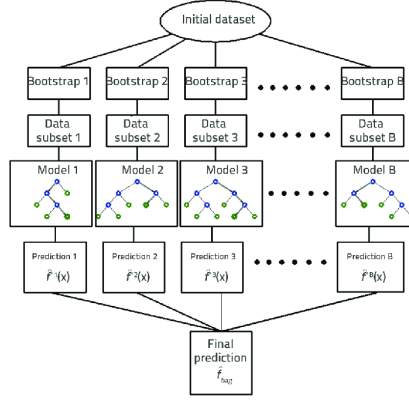 Initial dataset
Bootstrap 1
Bootstrap 2
Bootstrap 3
Bootstrap B
Data
subset 1
Data
subset 2
Data
subset 3
Data
subset B
Model 1
Model 2
Model 3
Model B
Prediction 1
f̂ ¹(x)
Prediction 2
f̂ ²(x)
Prediction 3
f̂ ³(x)
Prediction B
f̂ ᴮ(x)
Final
prediction
f̂bag